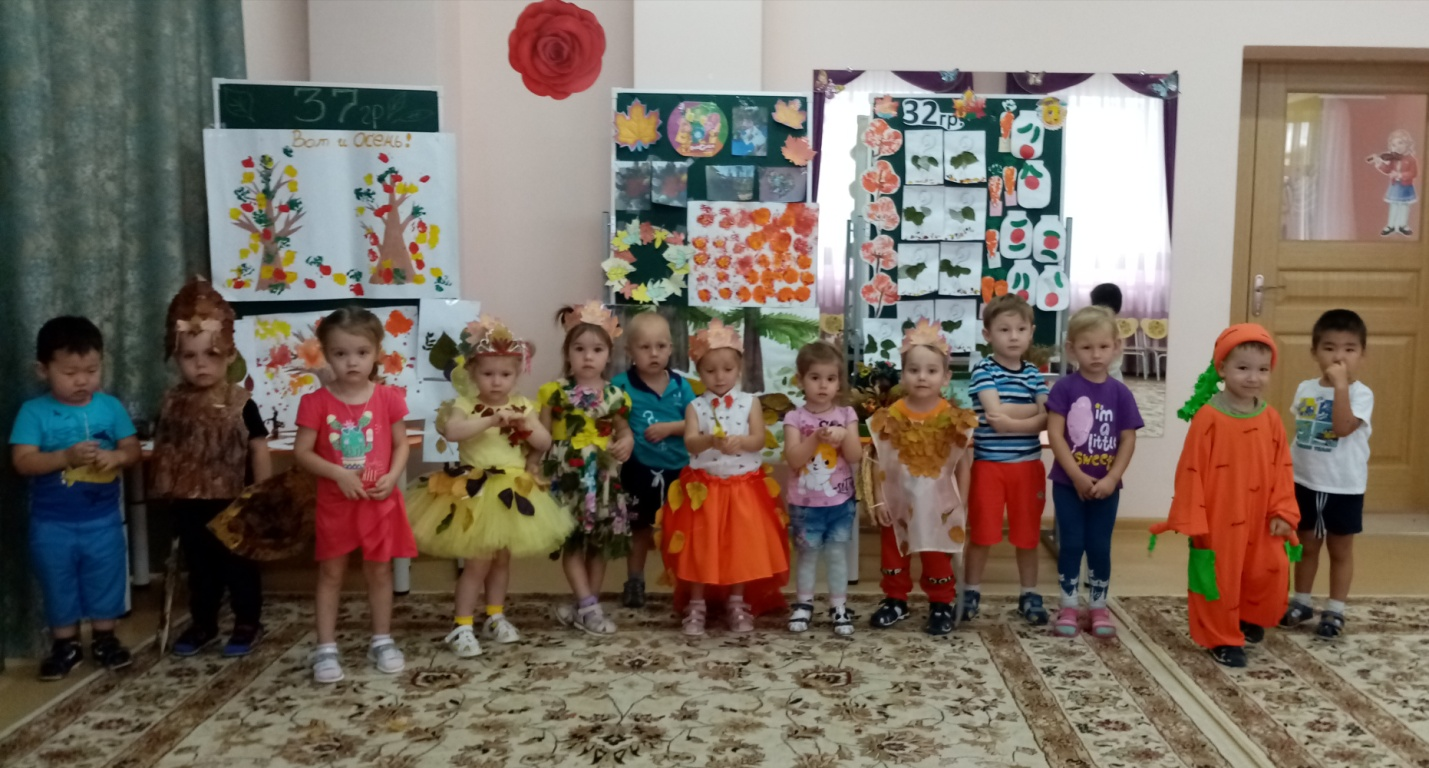 37гр
Вот и Осень!
32гр.
i'm
a
little
sweet